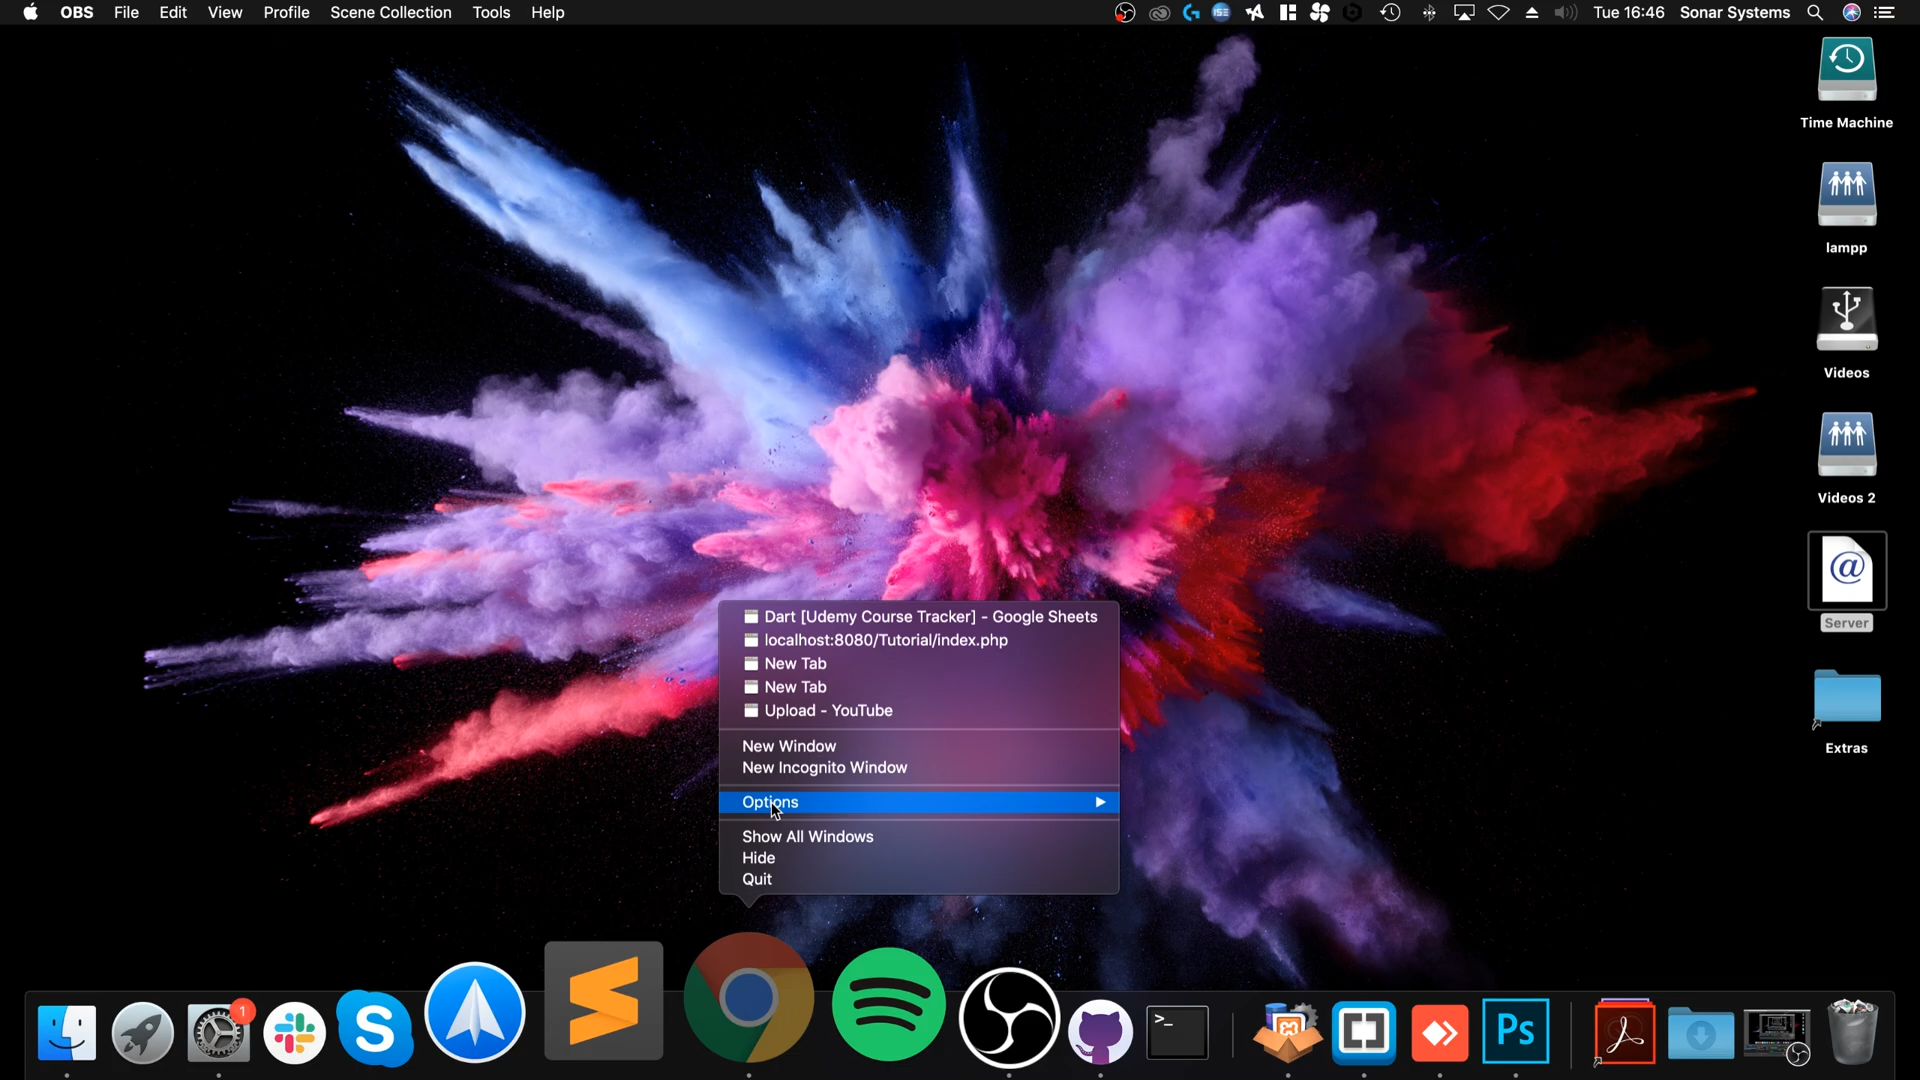 OBS File Edit View Profile Scene Collection Tools Help
ISE
Tue 16:46 Sonar Systems
Time Machine
lampp
Videos
Videos 2
@
Server
Extras
Dart [Udemy Course Tracker] - Google Sheets
localhost:8080/Tutorial/index.php
New Tab
New Tab
Upload - YouTube
New Window
New Incognito Window
Options
Show All Windows
Hide
Quit
1
S
>_
Ps